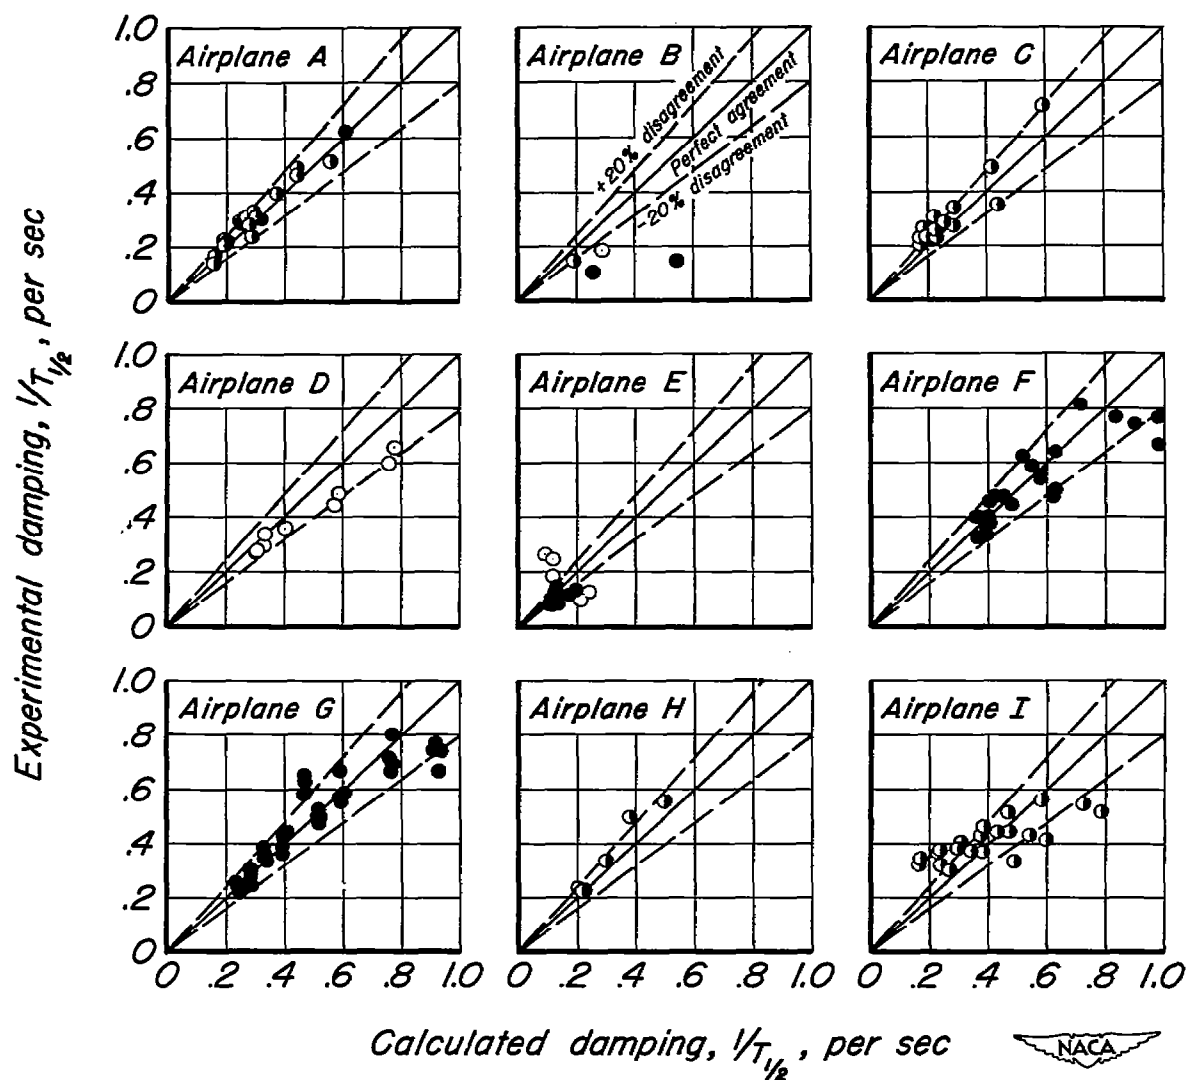 Experimental damping, 1/T1/2, per sec
1.0
.8
.6
.4
.2
0
Airplane A
Airplane B
+20% disagreement
Perfect agreement
-20% disagreement
Airplane C
1.0
.8
.6
.4
.2
0
Airplane D
Airplane E
Airplane F
1.0
.8
.6
.4
.2
0
Airplane G
Airplane H
Airplane I
0 .2 .4 .6 .8 1.0 0 .2 .4 .6 .8 1.0 0 .2 .4 .6 .8 1.0
Calculated damping, 1/T1/2, per sec
NACA